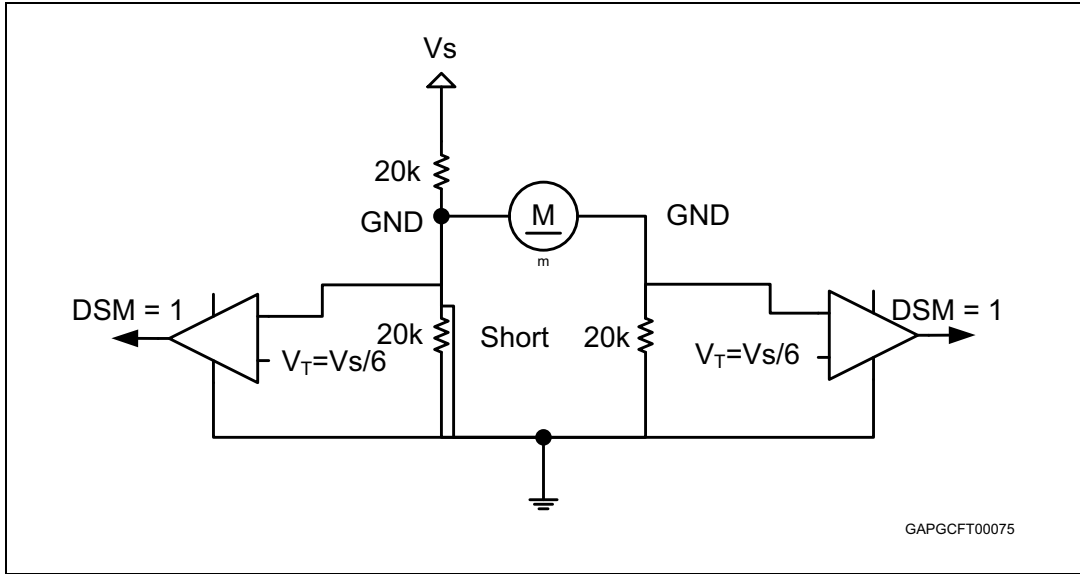 Vs
20k
GND
M
m
GND
DSM = 1
20k
V_T=Vs/6
Short
20k
V_T=Vs/6
DSM = 1
GAPGCFT00075